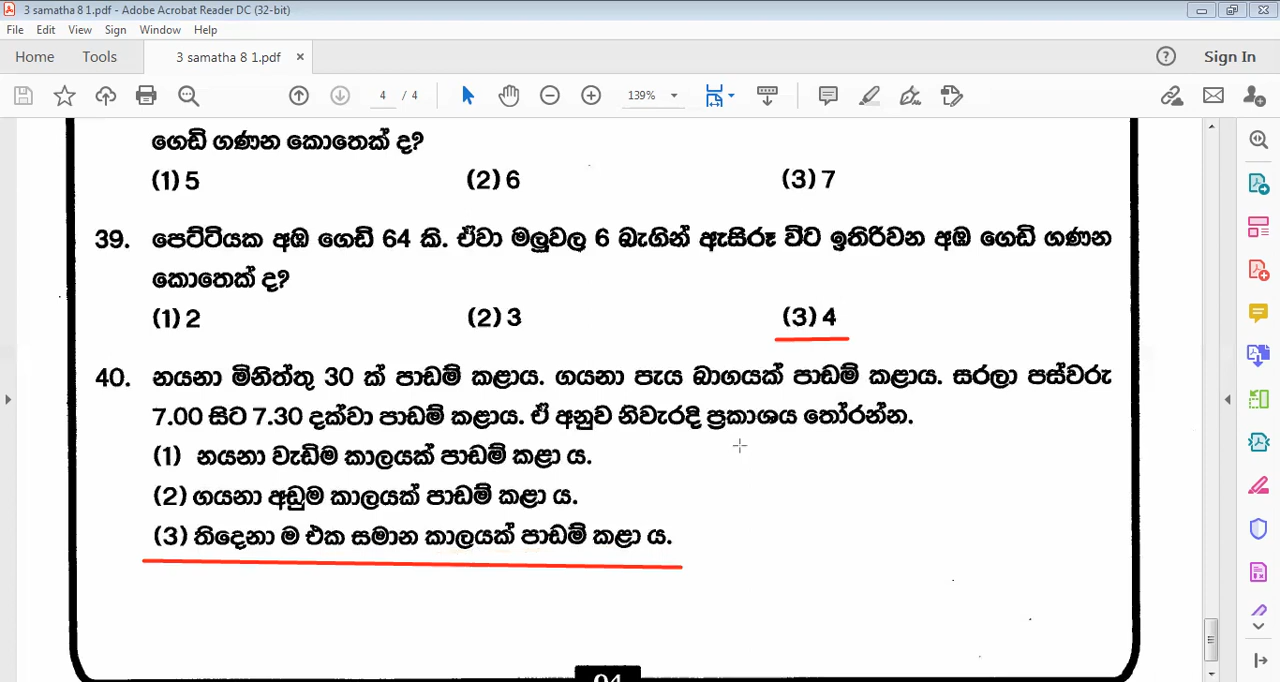 3 samatha 8 1.pdf - Adobe Acrobat Reader DC (32-bit)
File Edit View Sign Window Help
Home Tools 3 samatha 8 1.pdf × Sign In
4 / 4 139%
ගෙඩි ගණන කොතෙක් ද?
(1) 5 (2) 6 (3) 7
39. පෙට්ටියක අඹ ගෙඩි 64 කි. ඒවා මලුවල 6 බැගින් ඇසිරූ විට ඉතිරිවන අඹ ගෙඩි ගණන
කොතෙක් ද?
(1) 2 (2) 3 (3) 4
40. නයනා මිනිත්තු 30 ක් පාඩම් කළාය. ගයනා පැය බාගයක් පාඩම් කළාය. සරලා පස්වරු
7.00 සිට 7.30 දක්වා පාඩම් කළාය. ඒ අනුව නිවැරදි ප්‍රකාශය තෝරන්න.
(1) නයනා වැඩිම කාලයක් පාඩම් කළා ය.
(2) ගයනා අඩුම කාලයක් පාඩම් කළා ය.
(3) තිදෙනා ම එක සමාන කාලයක් පාඩම් කළා ය.